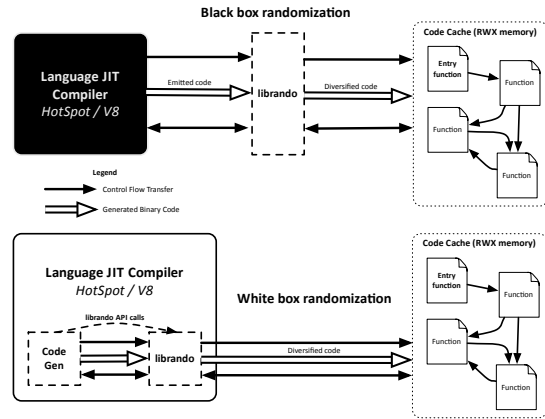 Black box randomization
Code Cache (RWX memory)
Language JIT
Compiler
HotSpot / V8
Emitted code
librando
Diversified code
Entry
function
Function
Function
Function
Legend
Control Flow Transfer
Generated Binary Code
Language JIT Compiler
HotSpot / V8
librando API calls
Code
Gen
librando
White box randomization
Diversified code
Code Cache (RWX memory)
Entry
function
Function
Function
Function